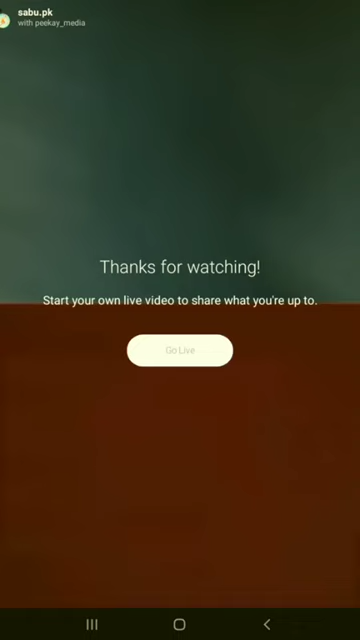 sabu.pk
with peekay_media
Thanks for watching!
Start your own live video to share what you're up to.
Go Live